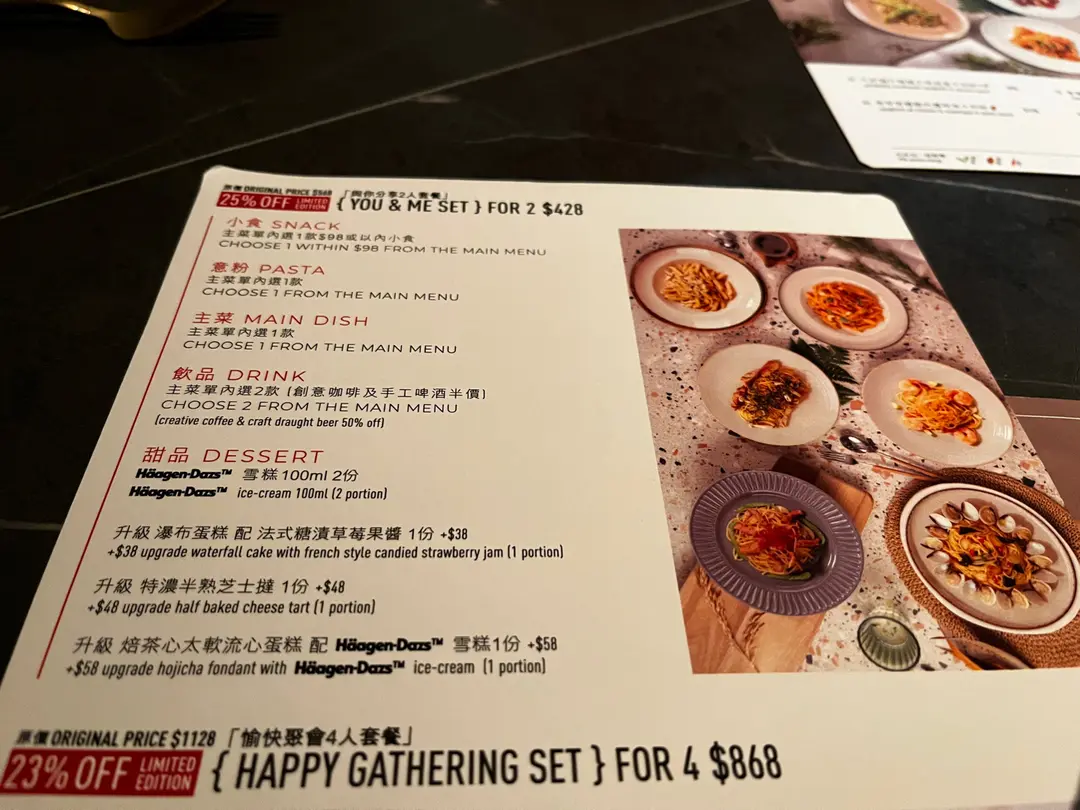 原價 ORIGINAL PRICE $568
25% OFF LIMITED EDITION
「與你分享2人套餐」
{ YOU & ME SET } FOR 2 $428
小食 SNACK
主菜單內選1款$98或以內小食
CHOOSE 1 WITHIN $98 FROM THE MAIN MENU
意粉 PASTA
主菜單內選1款
CHOOSE 1 FROM THE MAIN MENU
主菜 MAIN DISH
主菜單內選1款
CHOOSE 1 FROM THE MAIN MENU
飲品 DRINK
主菜單內選2款 (創意咖啡及手工啤酒半價)
CHOOSE 2 FROM THE MAIN MENU
(creative coffee & craft draught beer 50% off)
甜品 DESSERT
Häagen-Dazs™ 雪糕100ml 2份
Häagen-Dazs™ ice-cream 100ml (2 portion)
升級 瀑布蛋糕 配 法式糖漬草莓果醬 1份 +$38
+$38 upgrade waterfall cake with french style candied strawberry jam (1 portion)
升級 特濃半熟芝士撻 1份 +$48
+$48 upgrade half baked cheese tart (1 portion)
升級 焙茶心太軟流心蛋糕 配 Häagen-Dazs™ 雪糕1份 +$58
+$58 upgrade hojicha fondant with Häagen-Dazs™ ice-cream (1 portion)
原價 ORIGINAL PRICE $1128 「愉快聚會4人套餐」
23% OFF LIMITED EDITION { HAPPY GATHERING SET } FOR 4 $868